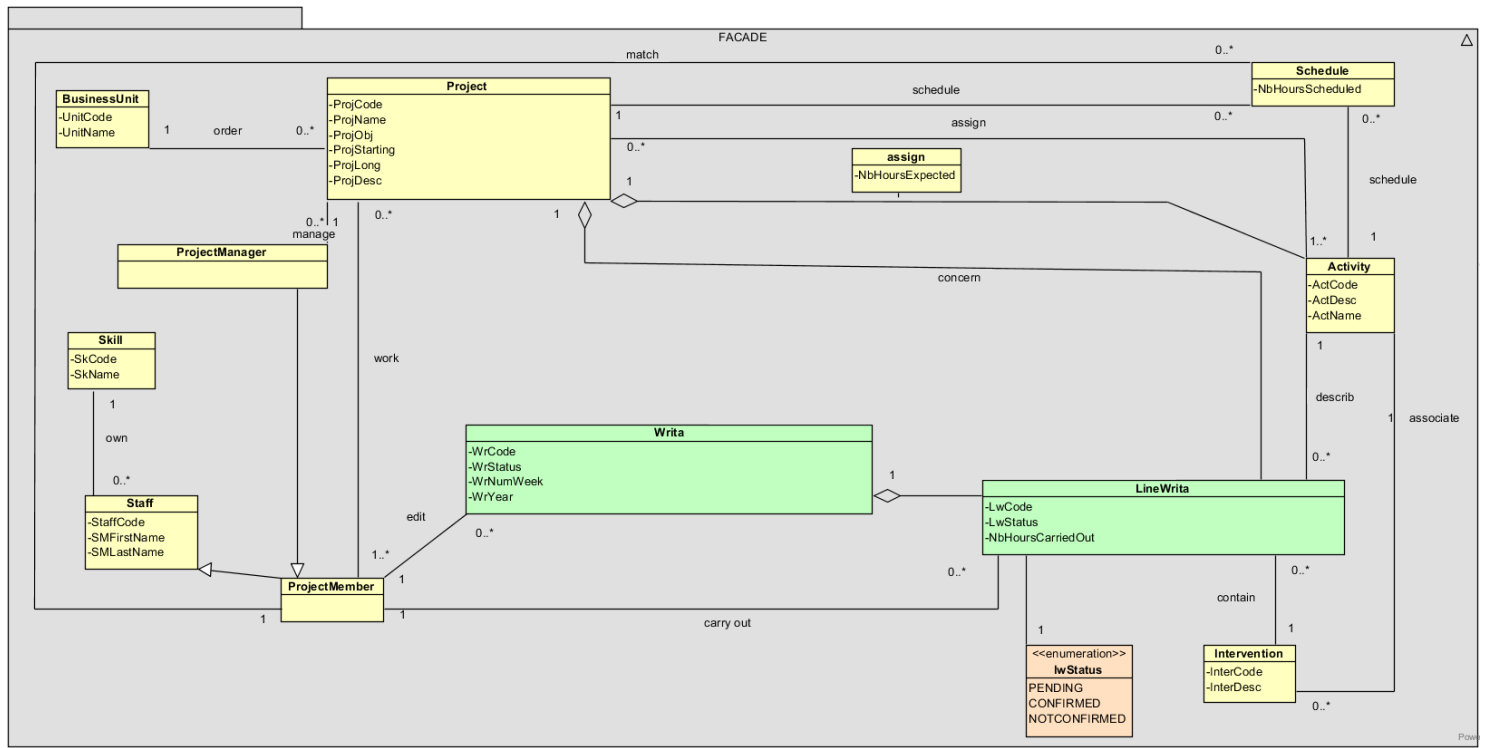 FACADE
match
0..*
Schedule
-NbHoursScheduled
BusinessUnit
-UnitCode
-UnitName
1
order
0..*
Project
-ProjCode
-ProjName
-ProjObj
-ProjStarting
-ProjLong
-ProjDesc
schedule
1
0..*
0..*
assign
0..*
assign
-NbHoursExpected
schedule
1
1
0..*
1
0..*
manage
1..*
1
ProjectManager
concern
Activity
-ActCode
-ActDesc
-ActName
Skill
-SkCode
-SkName
work
1
1
describ
1
associate
own
0..*
0..*
Writa
-WrCode
-WrStatus
-WrNumWeek
-WrYear
1
LineWrita
-LwCode
-LwStatus
-NbHoursCarriedOut
Staff
-StaffCode
-SMFirstName
-SMLastName
edit
0..*
1..*
1
0..*
0..*
ProjectMember
1
1
carry out
contain
1
1
<<enumeration>>
lwStatus
PENDING
CONFIRMED
NOTCONFIRMED
Intervention
-InterCode
-InterDesc
0..*
Powe